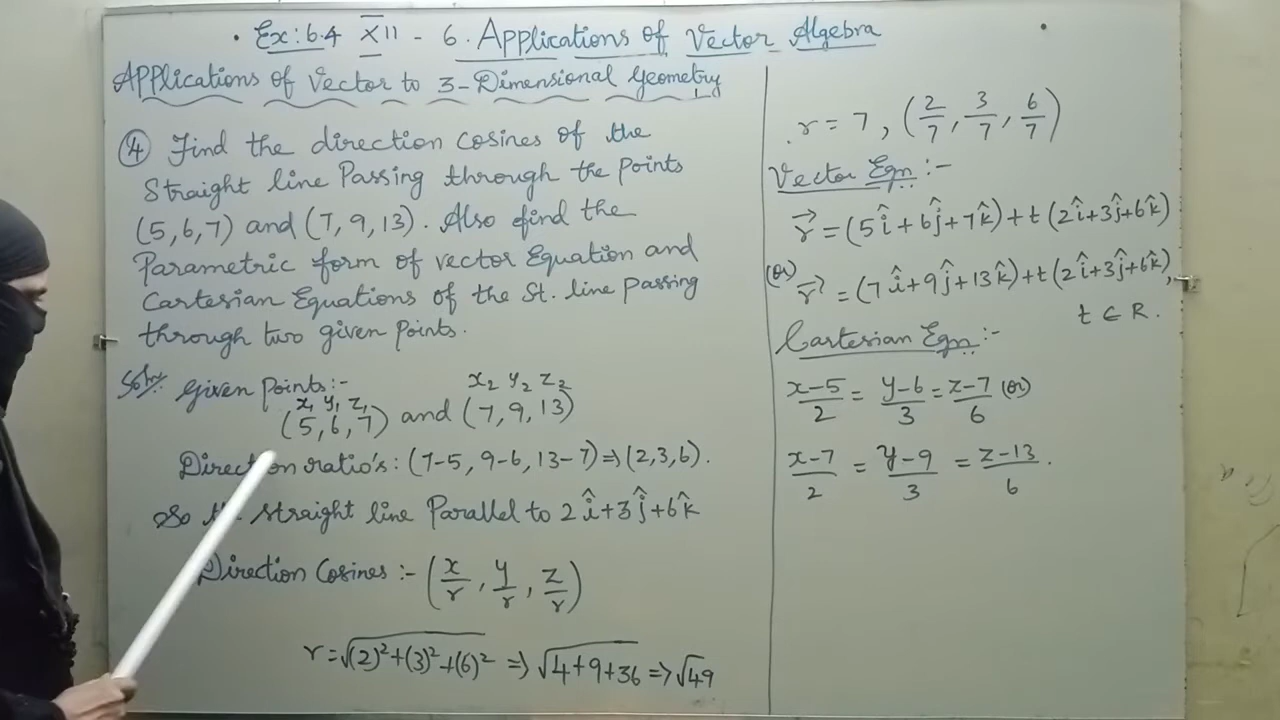 Ex: 6.4 XII - 6. Applications of Vector Algebra
Applications of Vector to 3-Dimensional Geometry
④ Find the direction cosines of the
Straight line Passing through the Points
(5,6,7) and (7,9,13). Also find the
Parametric form of vector Equation and
Cartesian Equations of the St. line passing
through two given Points.
Soln: Given Points:-
x₁ y₁ z₁ x₂ y₂ z₂
(5,6,7) and (7,9,13)
Direction ratio's: (7-5, 9-6, 13-7) ⇒ (2,3,6).
So the straight line Parallel to 2î+3ĵ+6k̂
Direction Cosines :- (x/r, y/r, z/r)
r=√(2)²+(3)²+(6)² ⇒ √4+9+36 ⇒ √49
r = 7, (2/7, 3/7, 6/7)
Vector Eqn :-
r⃗ = (5î+6ĵ+7k̂)+t(2î+3ĵ+6k̂)
(or) r⃗ = (7î+9ĵ+13k̂)+t(2î+3ĵ+6k̂),
t ∈ R.
Cartesian Eqn :-
x-5/2 = y-6/3 = z-7/6 (or)
x-7/2 = y-9/3 = z-13/6.